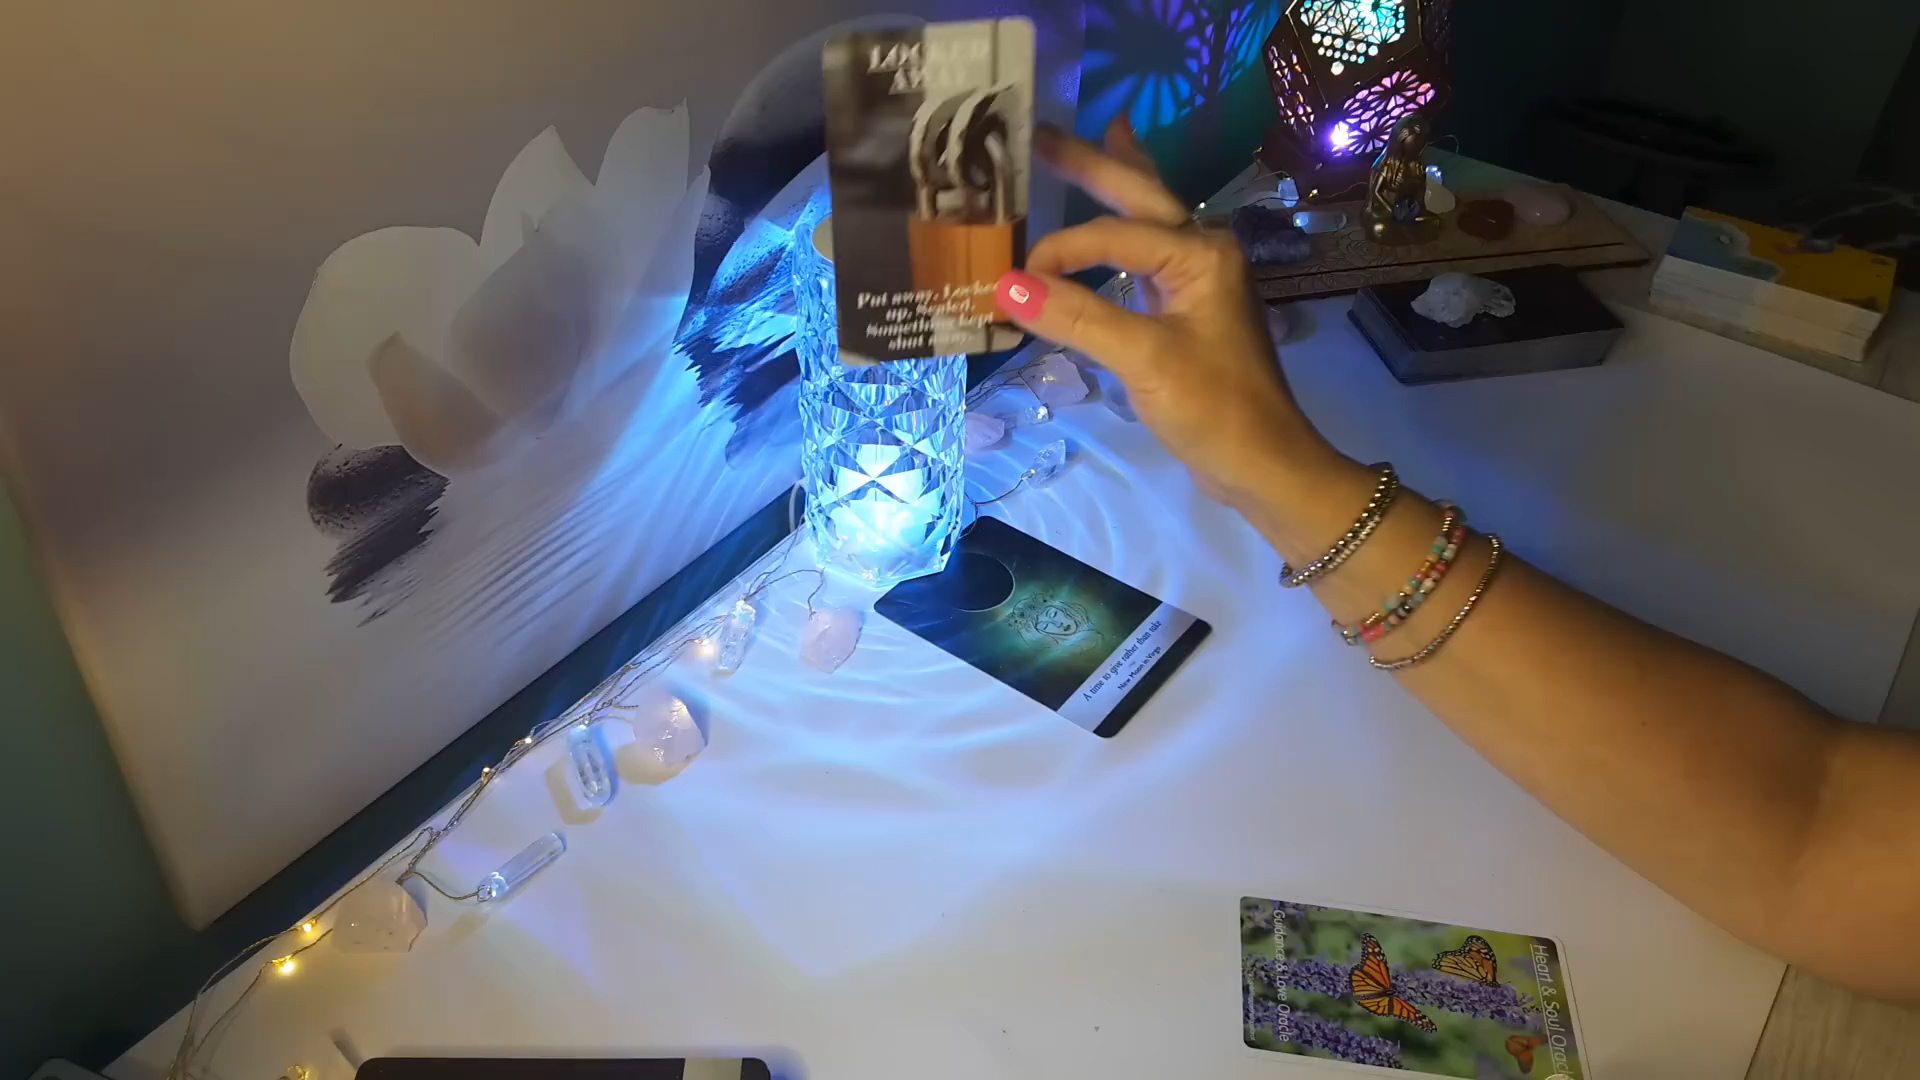 LOCKED
AWAY
Put away, Locked
up, Sealed,
Something kept
shut away.
A time to give rather than take
New Moon in Virgo
Heart & Soul Oracle
Guidance & Love Oracle